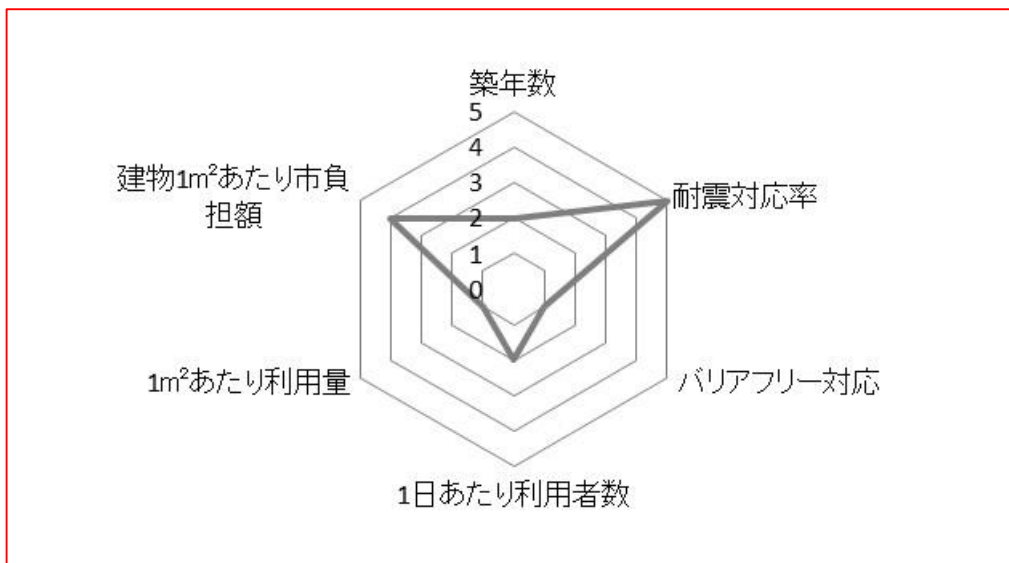 築年数
5
4
3
2
1
0
耐震対応率
バリアフリー対応
1日あたり利用者数
1㎡あたり利用量
建物1㎡あたり市負
担額